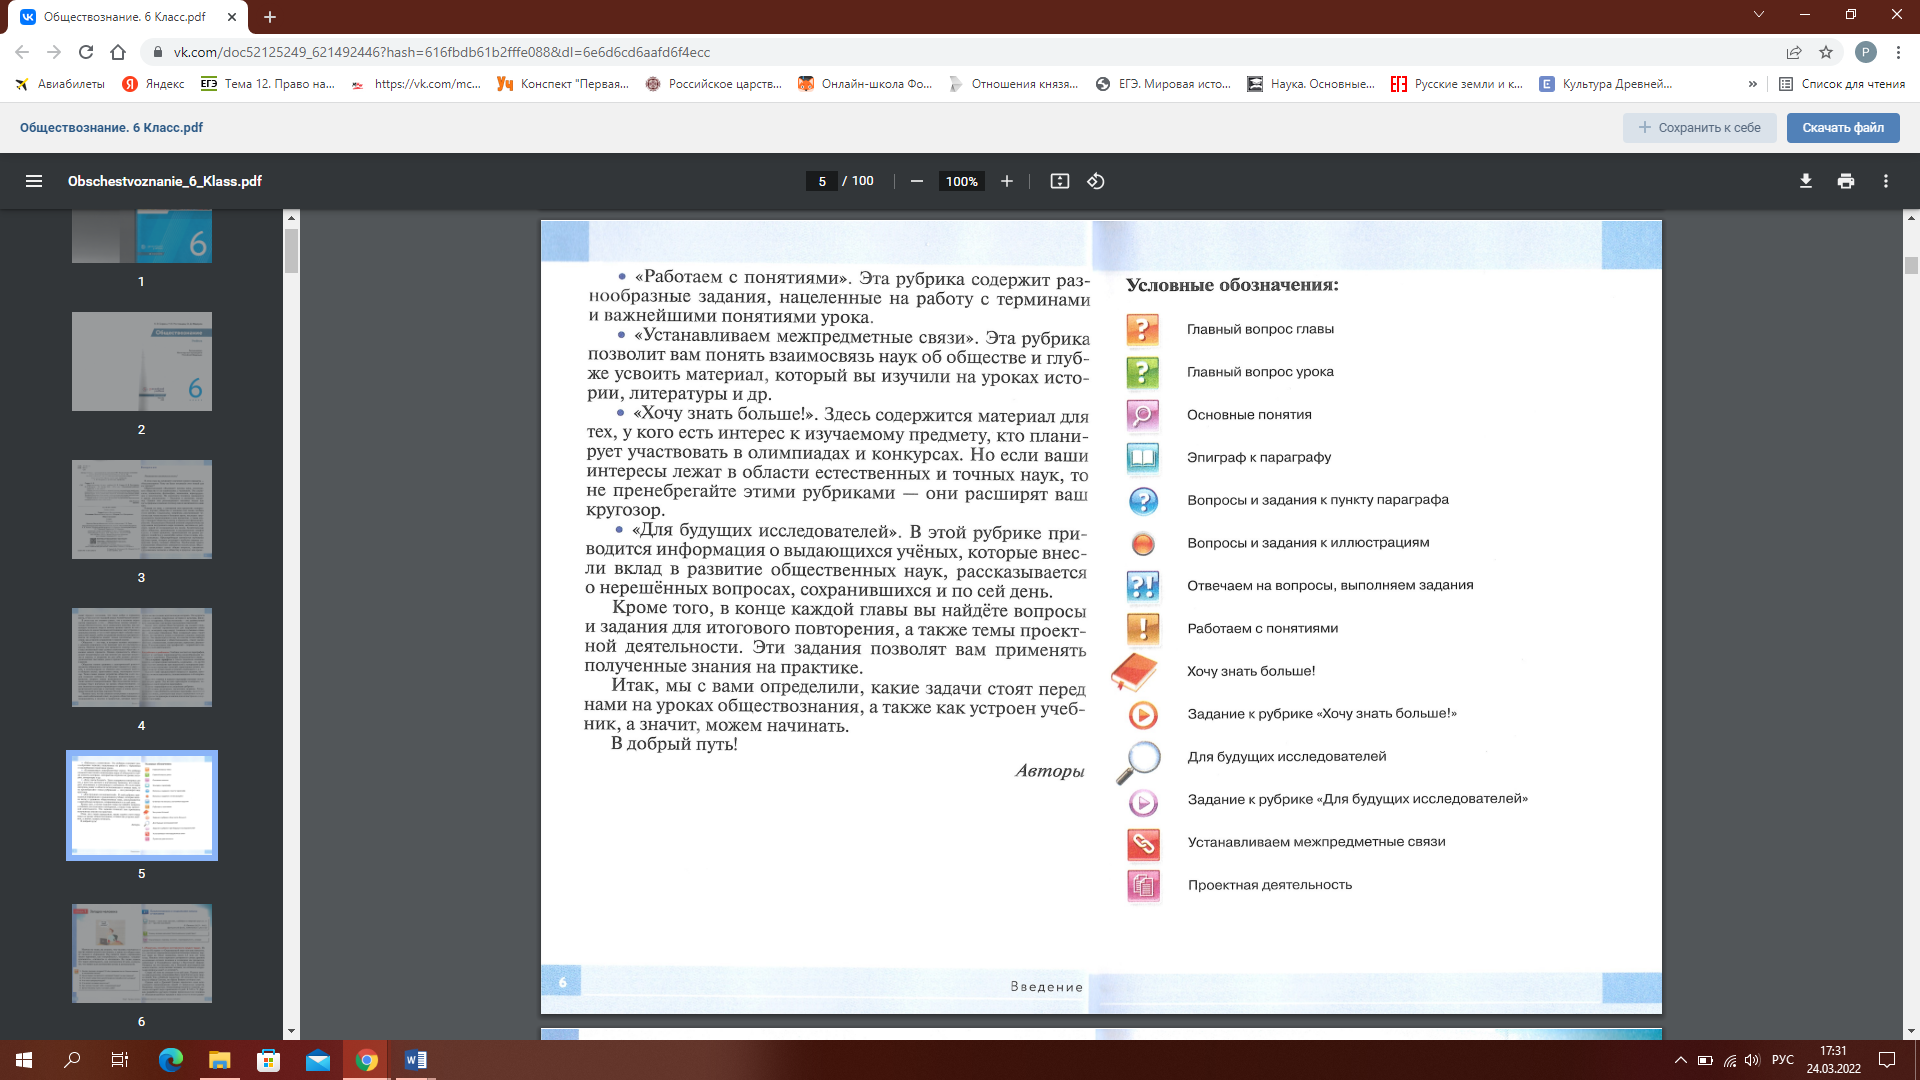 Обществознание. 6 Класс.pdf
vk.com/doc52125249_621492446?hash=616fbdb61b2fffe088&dl=6e6d6cd6aafd6f4ecc
P
Авиабилеты
Яндекс
ЕГЭ Тема 12. Право на...
https://vk.com/mc...
Уч Конспект "Первая...
Российское царств...
Онлайн-школа Фо...
Отношения князя...
ЕГЭ. Мировая исто...
Наука. Основные...
Русские земли и к...
E Культура Древней...
»
Список для чтения
Обществознание. 6 Класс.pdf
+ Сохранить к себе
Скачать файл
Obschestvoznanie_6_Klass.pdf
5 / 100
100%
6
1
Обществознание
6
2
3
4
5
6
• «Работаем с понятиями». Эта рубрика содержит раз-
нообразные задания, нацеленные на работу с терминами
и важнейшими понятиями урока.
• «Устанавливаем межпредметные связи». Эта рубрика
позволит вам понять взаимосвязь наук об обществе и глуб-
же усвоить материал, который вы изучили на уроках исто-
рии, литературы и др.
• «Хочу знать больше!». Здесь содержится материал для
тех, у кого есть интерес к изучаемому предмету, кто плани-
рует участвовать в олимпиадах и конкурсах. Но если ваши
интересы лежат в области естественных и точных наук, то
не пренебрегайте этими рубриками — они расширят ваш
кругозор.
• «Для будущих исследователей». В этой рубрике при-
водится информация о выдающихся учёных, которые внес-
ли вклад в развитие общественных наук, рассказывается
о нерешённых вопросах, сохранившихся и по сей день.
Кроме того, в конце каждой главы вы найдёте вопросы
и задания для итогового повторения, а также темы проект-
ной деятельности. Эти задания позволят вам применять
полученные знания на практике.
Итак, мы с вами определили, какие задачи стоят перед
нами на уроках обществознания, а также как устроен учеб-
ник, а значит, можем начинать.
В добрый путь!
Авторы
6
Введение
Условные обозначения:
? Главный вопрос главы
? Главный вопрос урока
Основные понятия
Эпиграф к параграфу
? Вопросы и задания к пункту параграфа
Вопросы и задания к иллюстрациям
?! Отвечаем на вопросы, выполняем задания
! Работаем с понятиями
Хочу знать больше!
Задание к рубрике «Хочу знать больше!»
Для будущих исследователей
Задание к рубрике «Для будущих исследователей»
Устанавливаем межпредметные связи
Проектная деятельность
РУС
17:31
24.03.2022